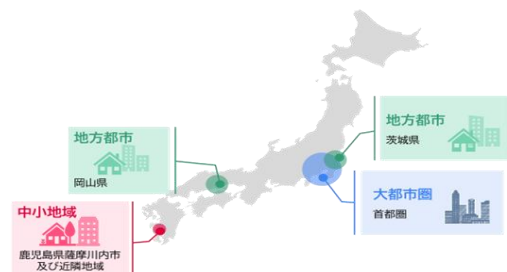 地方都市
茨城県
地方都市
岡山県
大都市圏
首都圏
中小地域
鹿児島県薩摩川内市
及び近隣地域